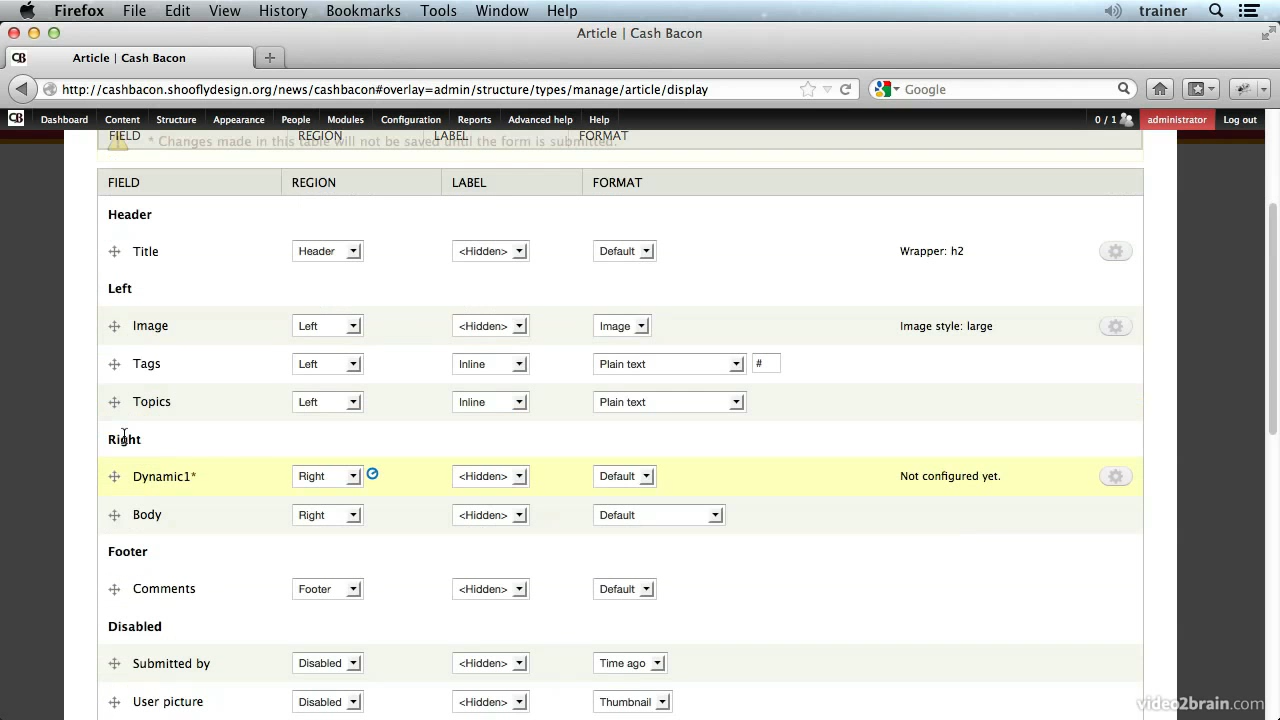 Firefox File Edit View History Bookmarks Tools Window Help trainer
Article | Cash Bacon
CB Article | Cash Bacon
http://cashbacon.shooflydesign.org/news/cashbacon#overlay=admin/structure/types/manage/article/display Google
CB Dashboard Content Structure Appearance People Modules Configuration Reports Advanced help Help 0 / 1 administrator Log out
FIELD REGION LABEL FORMAT
* Changes made in this table will not be saved until the form is submitted.
FIELD REGION LABEL FORMAT
Header
Title Header <Hidden> Default Wrapper: h2
Left
Image Left <Hidden> Image Image style: large
Tags Left Inline Plain text #
Topics Left Inline Plain text
Right
Dynamic1* Right <Hidden> Default Not configured yet.
Body Right <Hidden> Default
Footer
Comments Footer <Hidden> Default
Disabled
Submitted by Disabled <Hidden> Time ago
User picture Disabled <Hidden> Thumbnail
video2brain.com